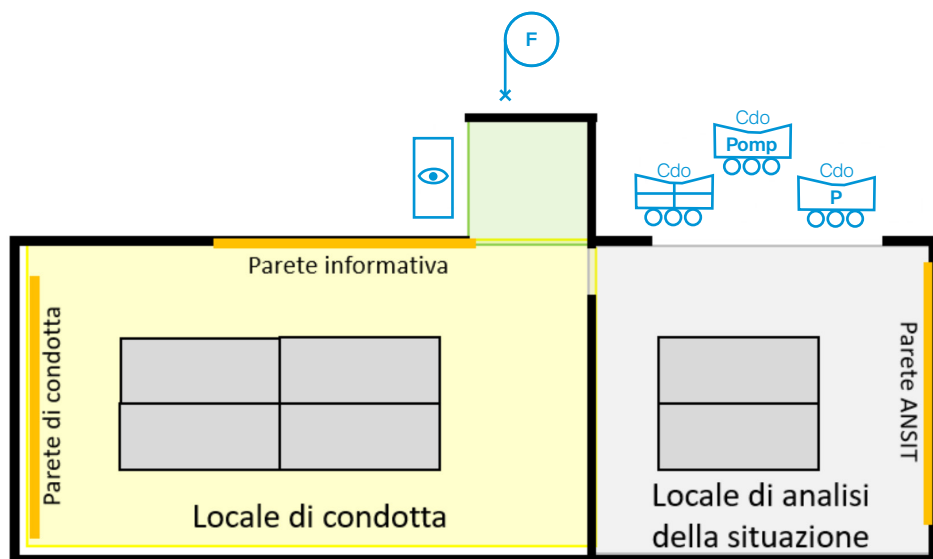 F
Cdo
Pomp
Cdo
Cdo
P
Parete informativa
Parete di condotta
Parete ANSIT
Locale di condotta
Locale di analisi
della situazione